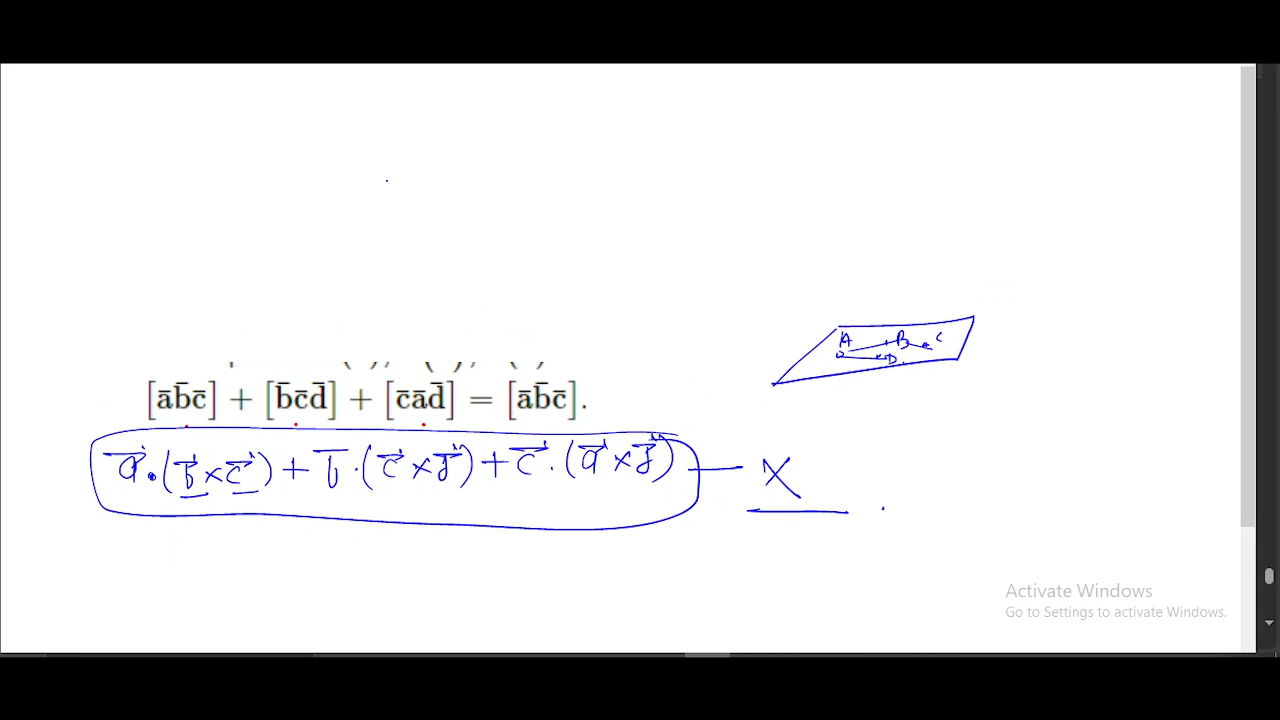 A B C
D
[āb̄c̄] + [b̄c̄d̄] + [c̄ād̄] = [āb̄c̄].
a⃗·(b⃗×c⃗)+b̄·(c⃗×d⃗)+c⃗·(a⃗×d⃗) — X
Activate Windows
Go to Settings to activate Windows.